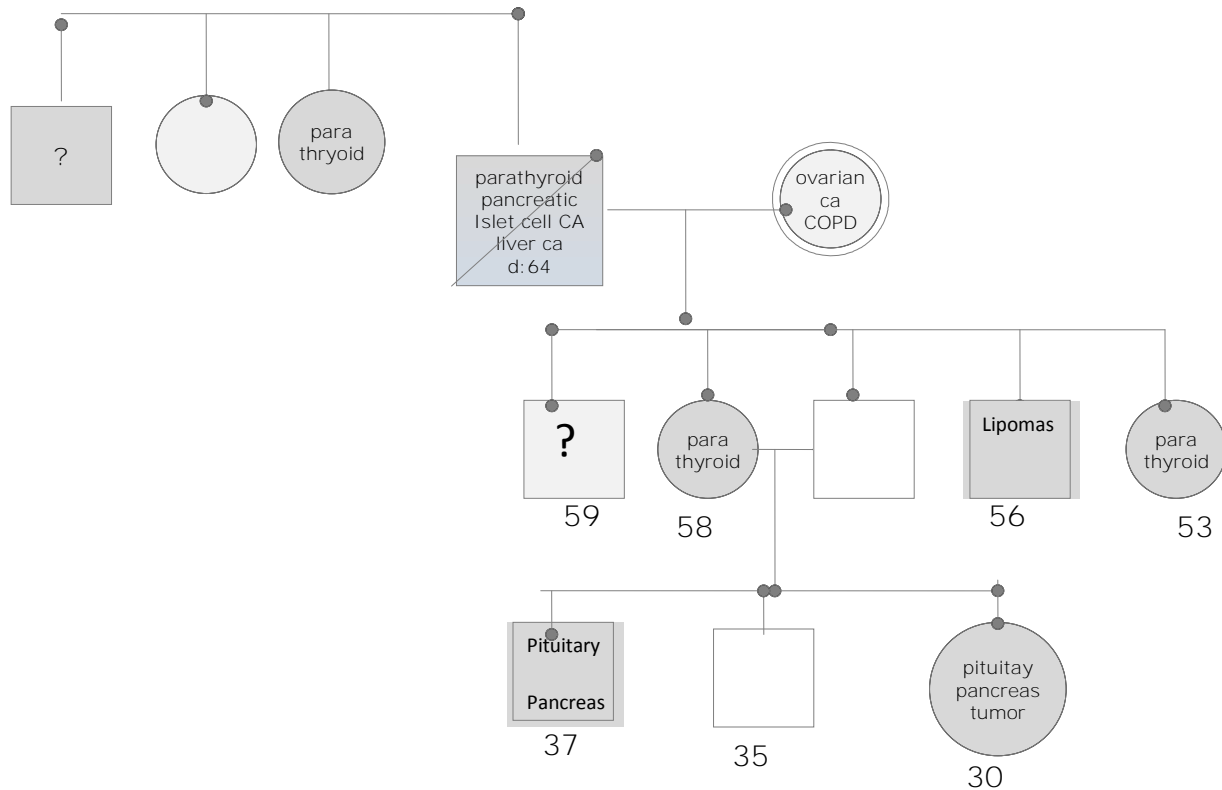 ?
para
thryoid
parathyroid
pancreatic
Islet cell CA
liver ca
d:64
ovarian
ca
COPD
?
59
para
thyroid
58
Lipomas
56
para
thyroid
53
Pituitary
Pancreas
37
35
pituitay
pancreas
tumor
30